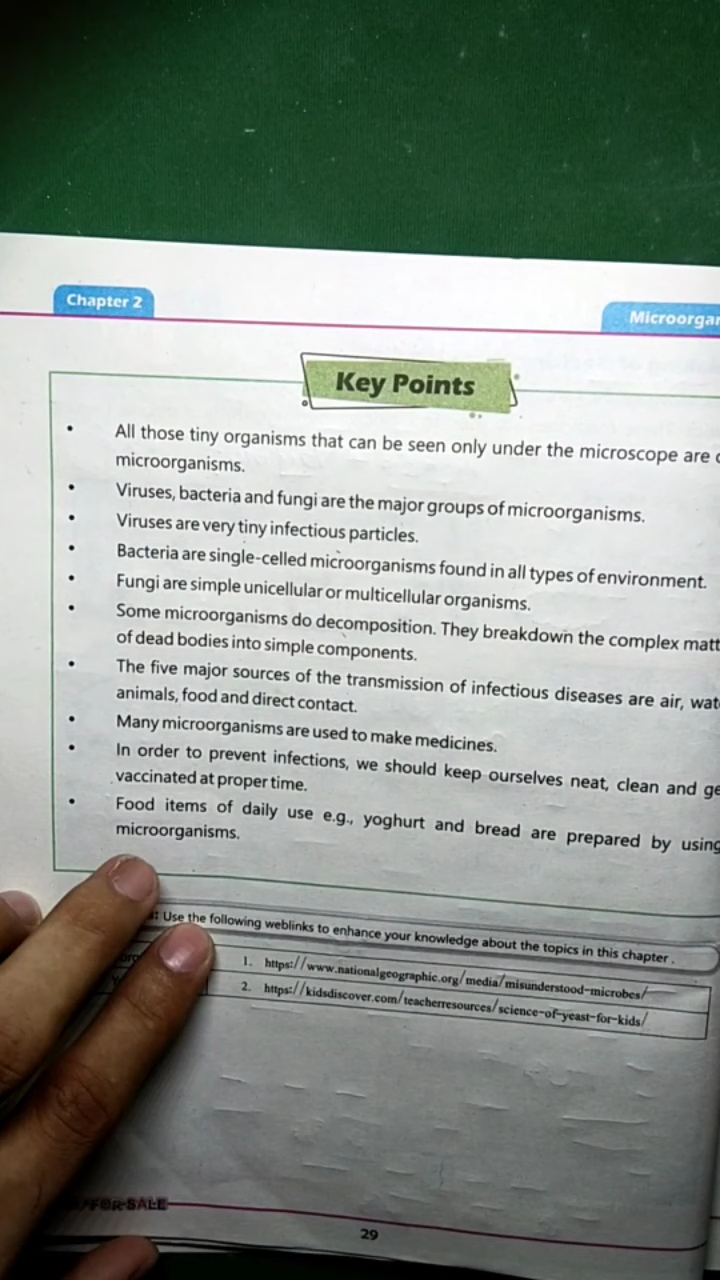 Chapter 2
Key Points
• All those tiny organisms that can be seen only under the microscope are
microorganisms.
• Viruses, bacteria and fungi are the major groups of microorganisms.
• Viruses are very tiny infectious particles.
• Bacteria are single-celled microorganisms found in all types of environment.
• Fungi are simple unicellular or multicellular organisms.
• Some microorganisms do decomposition. They breakdown the complex
of dead bodies into simple components.
• The five major sources of the transmission of infectious diseases are air,
animals, food and direct contact.
• Many microorganisms are used to make medicines.
• In order to prevent infections, we should keep ourselves neat, clean and
vaccinated at proper time.
• Food items of daily use e.g., yoghurt and bread are prepared by using
microorganisms.
Use the following weblinks to enhance your knowledge about the topics in this chapter.
1. https://www.nationalgeographic.org/media/misunderstood-microbes/
2. https://kidsdiscover.com/teacherresources/science-of-yeast-for-kids/
FOR SALE
29